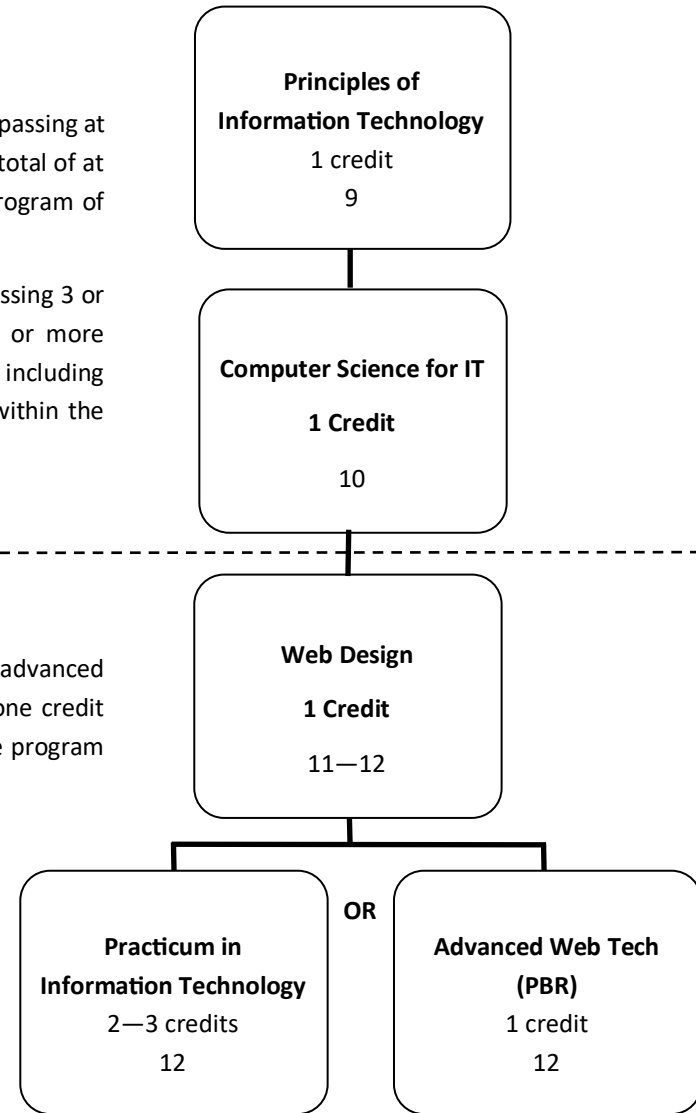 Principles of
Information Technology
1 credit
9
passing at
total of at
rogram of
ssing 3 or
or more
including
within the
Computer Science for IT
1 Credit
10
advanced
one credit
e program
Web Design
1 Credit
11—12
OR
Practicum in
Information Technology
2—3 credits
12
Advanced Web Tech
(PBR)
1 credit
12